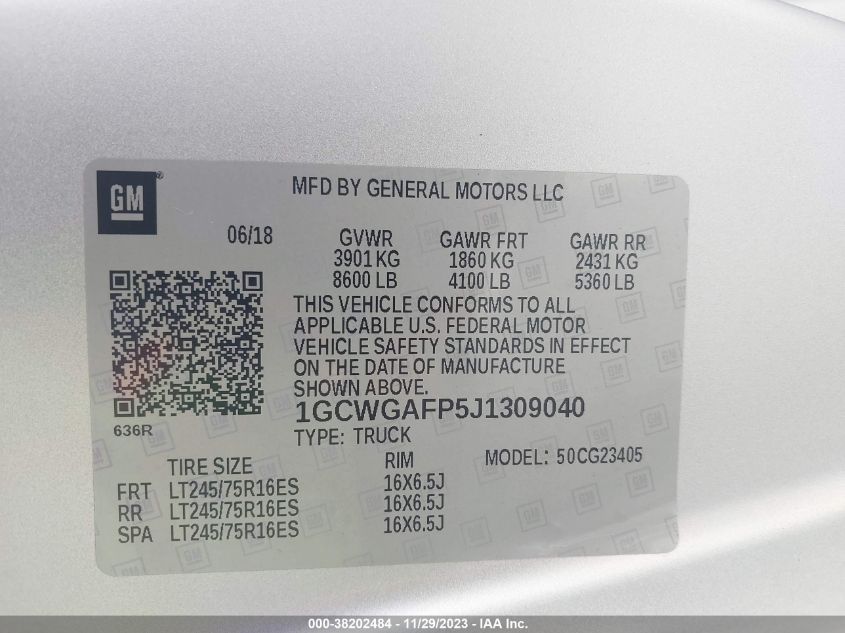 GM
MFD BY GENERAL MOTORS LLC
06/18
GVWR GAWR FRT GAWR RR
3901 KG 1860 KG 2431 KG
8600 LB 4100 LB 5360 LB
THIS VEHICLE CONFORMS TO ALL
APPLICABLE U.S. FEDERAL MOTOR
VEHICLE SAFETY STANDARDS IN EFFECT
ON THE DATE OF MANUFACTURE
SHOWN ABOVE.
1GCWGAFP5J1309040
636R
TYPE: TRUCK
TIRE SIZE RIM MODEL: 50CG23405
FRT LT245/75R16ES 16X6.5J
RR LT245/75R16ES 16X6.5J
SPA LT245/75R16ES 16X6.5J
000-38202484 - 11/29/2023 - IAA Inc.